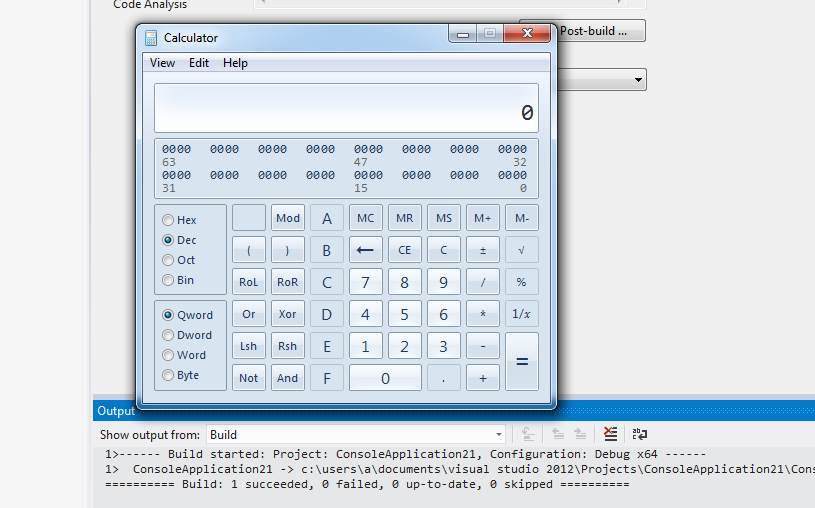 Code Analysis
Post-build ...
Calculator
View Edit Help
0
0000 0000 0000 0000 0000 0000 0000 0000
63 47 32
0000 0000 0000 0000 0000 0000 0000 0000
31 15 0
Hex Mod A MC MR MS M+ M-
Dec ( ) B ← CE C ± √
Oct
Bin RoL RoR C 7 8 9 / %
Qword Or Xor D 4 5 6 * 1/x
Dword
Word Lsh Rsh E 1 2 3 - =
Byte Not And F 0 . +
Output
Show output from: Build
1>------ Build started: Project: ConsoleApplication21, Configuration: Debug x64 ------
1>  ConsoleApplication21 -> c:\users\a\documents\visual studio 2012\Projects\ConsoleApplication21\Cons
========== Build: 1 succeeded, 0 failed, 0 up-to-date, 0 skipped ==========